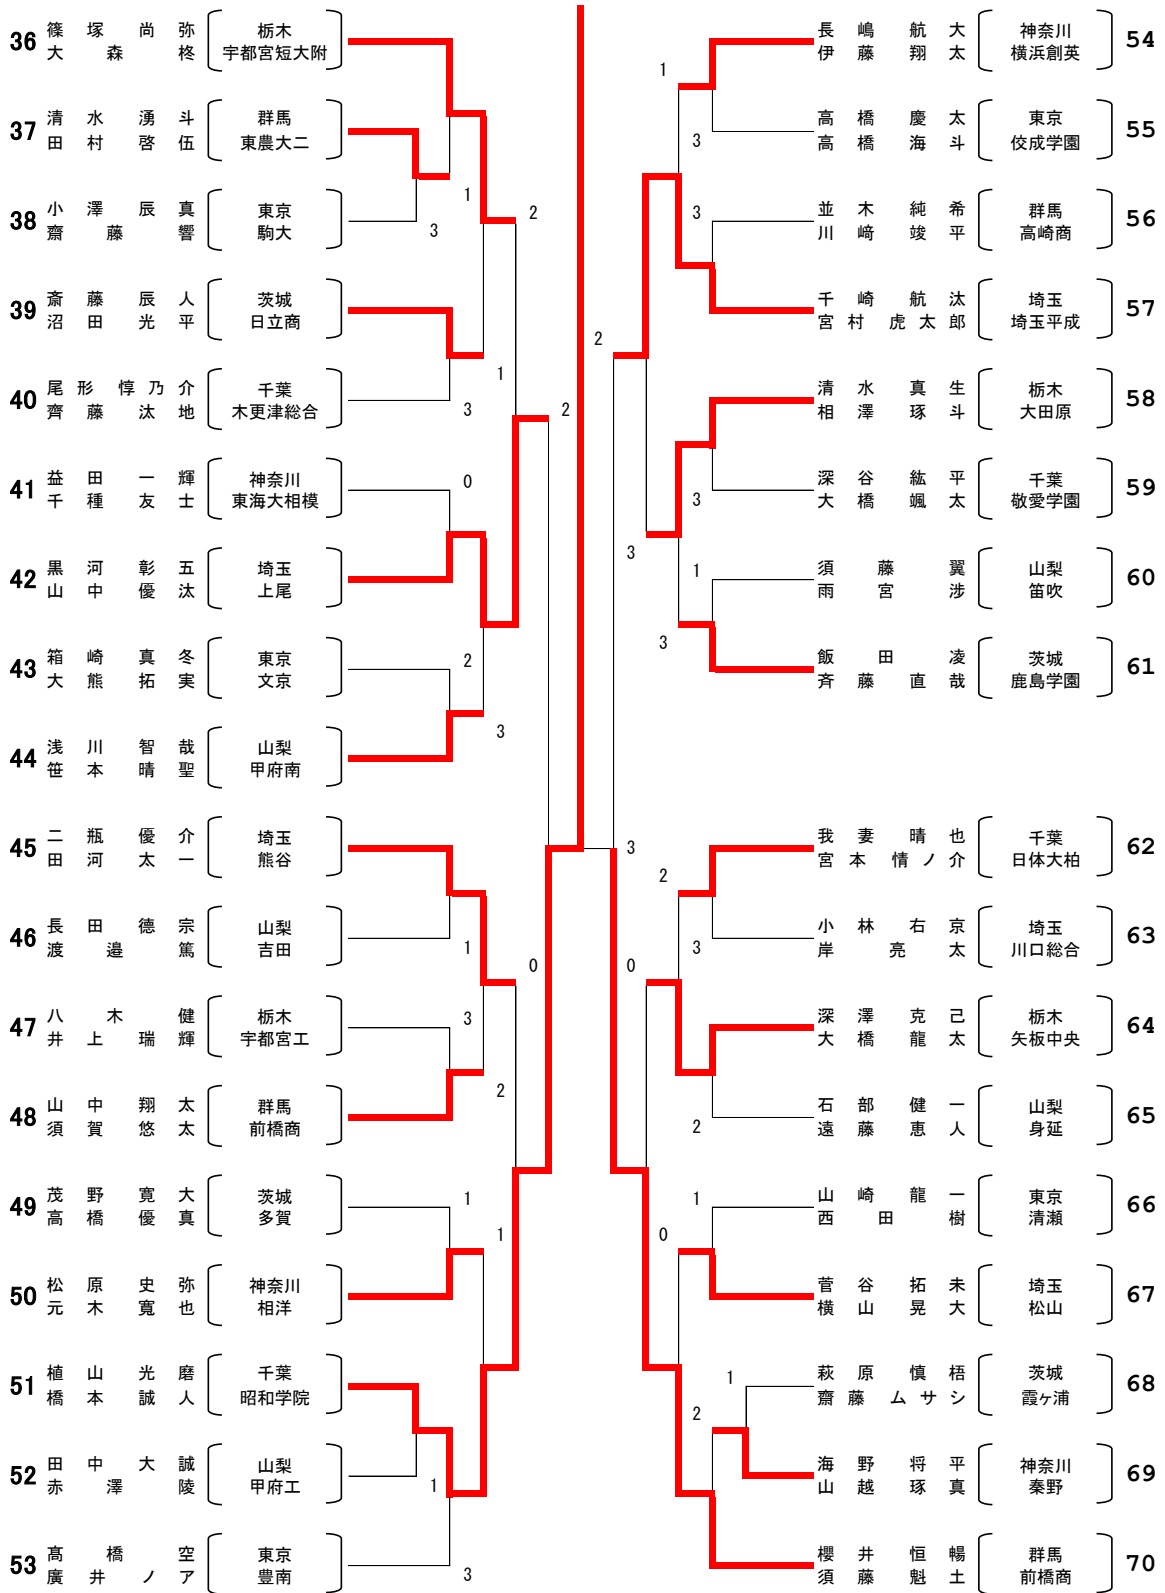 36 篠塚尚弥 大森柊 栃木 宇都宮短大附
37 清水湧斗 田村啓伍 群馬 東農大二
38 小澤辰真 齋藤響 東京 駒大
39 斎藤辰人 沼田光平 茨城 日立商
40 尾形惇乃介 齊藤汰地 千葉 木更津総合
41 益田一輝 千種友士 神奈川 東海大相模
42 黒河彰五 山中優汰 埼玉 上尾
43 箱崎真冬 大熊拓実 東京 文京
44 浅川智哉 笹本晴聖 山梨 甲府南
45 二瓶優介 田河太一 埼玉 熊谷
46 長田德宗 渡邉篤 山梨 吉田
47 八木健 井上瑞輝 栃木 宇都宮工
48 山中翔太 須賀悠太 群馬 前橋商
49 茂野寛大 高橋優真 茨城 多賀
50 松原史弥 元木寛也 神奈川 相洋
51 植山光磨 橋本誠人 千葉 昭和学院
52 田中大誠 赤澤陵 山梨 甲府工
53 髙橋空 廣井ノア 東京 豊南
1
3
2
1
3
2
0
2
3
1
3
2
0
1
1
1
3
長嶋航大 伊藤翔太 神奈川 横浜創英 54
高橋慶太 高橋海斗 東京 佼成学園 55
並木純希 川﨑竣平 群馬 高崎商 56
千崎航汰 宮村虎太郎 埼玉 埼玉平成 57
清水真生 相澤琢斗 栃木 大田原 58
深谷紘平 大橋颯太 千葉 敬愛学園 59
須藤翼 雨宮渉 山梨 笛吹 60
飯田凌 斉藤直哉 茨城 鹿島学園 61
我妻晴也 宮本情ノ介 千葉 日体大柏 62
小林右京 岸亮太 埼玉 川口総合 63
深澤克己 大橋龍太 栃木 矢板中央 64
石部健一 遠藤恵人 山梨 身延 65
山崎龍一 西田樹 東京 清瀬 66
菅谷拓未 横山晃大 埼玉 松山 67
萩原慎梧 齋藤ムサシ 茨城 霞ヶ浦 68
海野将平 山越琢真 神奈川 秦野 69
櫻井恒暢 須藤魁土 群馬 前橋商 70
1
3
3
2
3
3
1
3
3
2
3
0
2
1
0
1
2